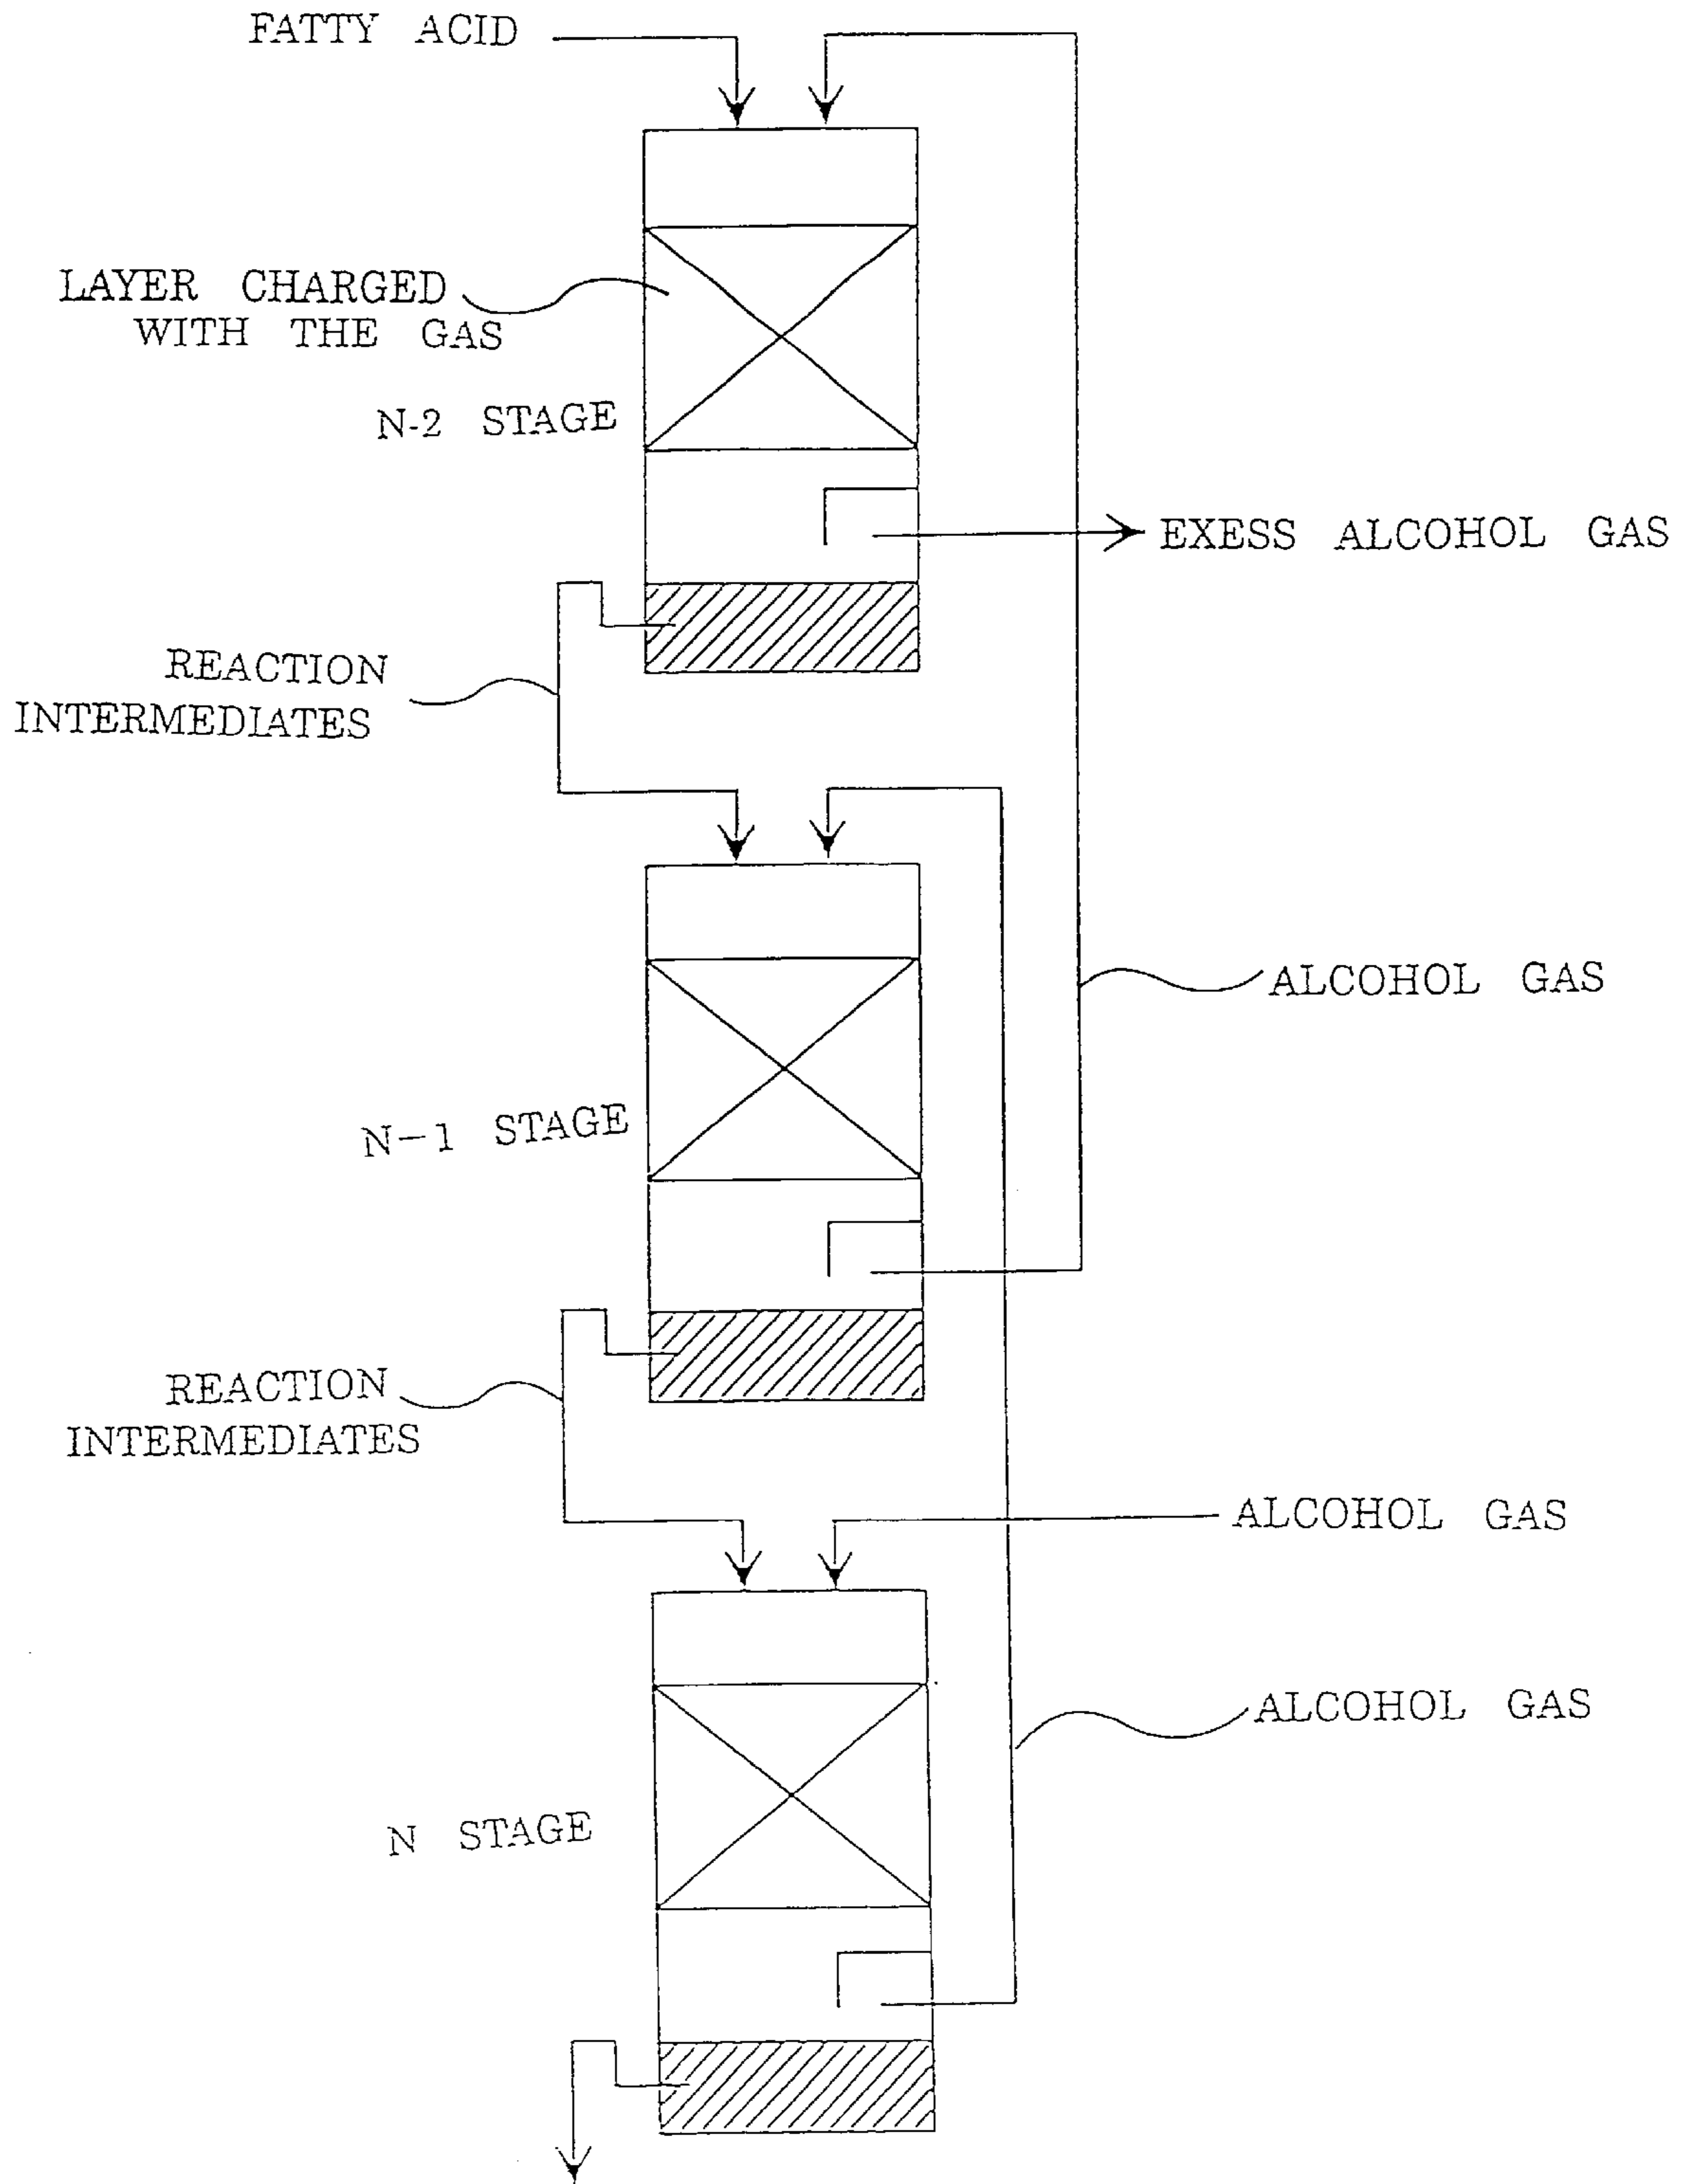 FATTY ACID
LAYER CHARGED
WITH THE GAS
N-2 STAGE
EXESS ALCOHOL GAS
REACTION
INTERMEDIATES
ALCOHOL GAS
N-1 STAGE
REACTION
INTERMEDIATES
ALCOHOL GAS
ALCOHOL GAS
N STAGE